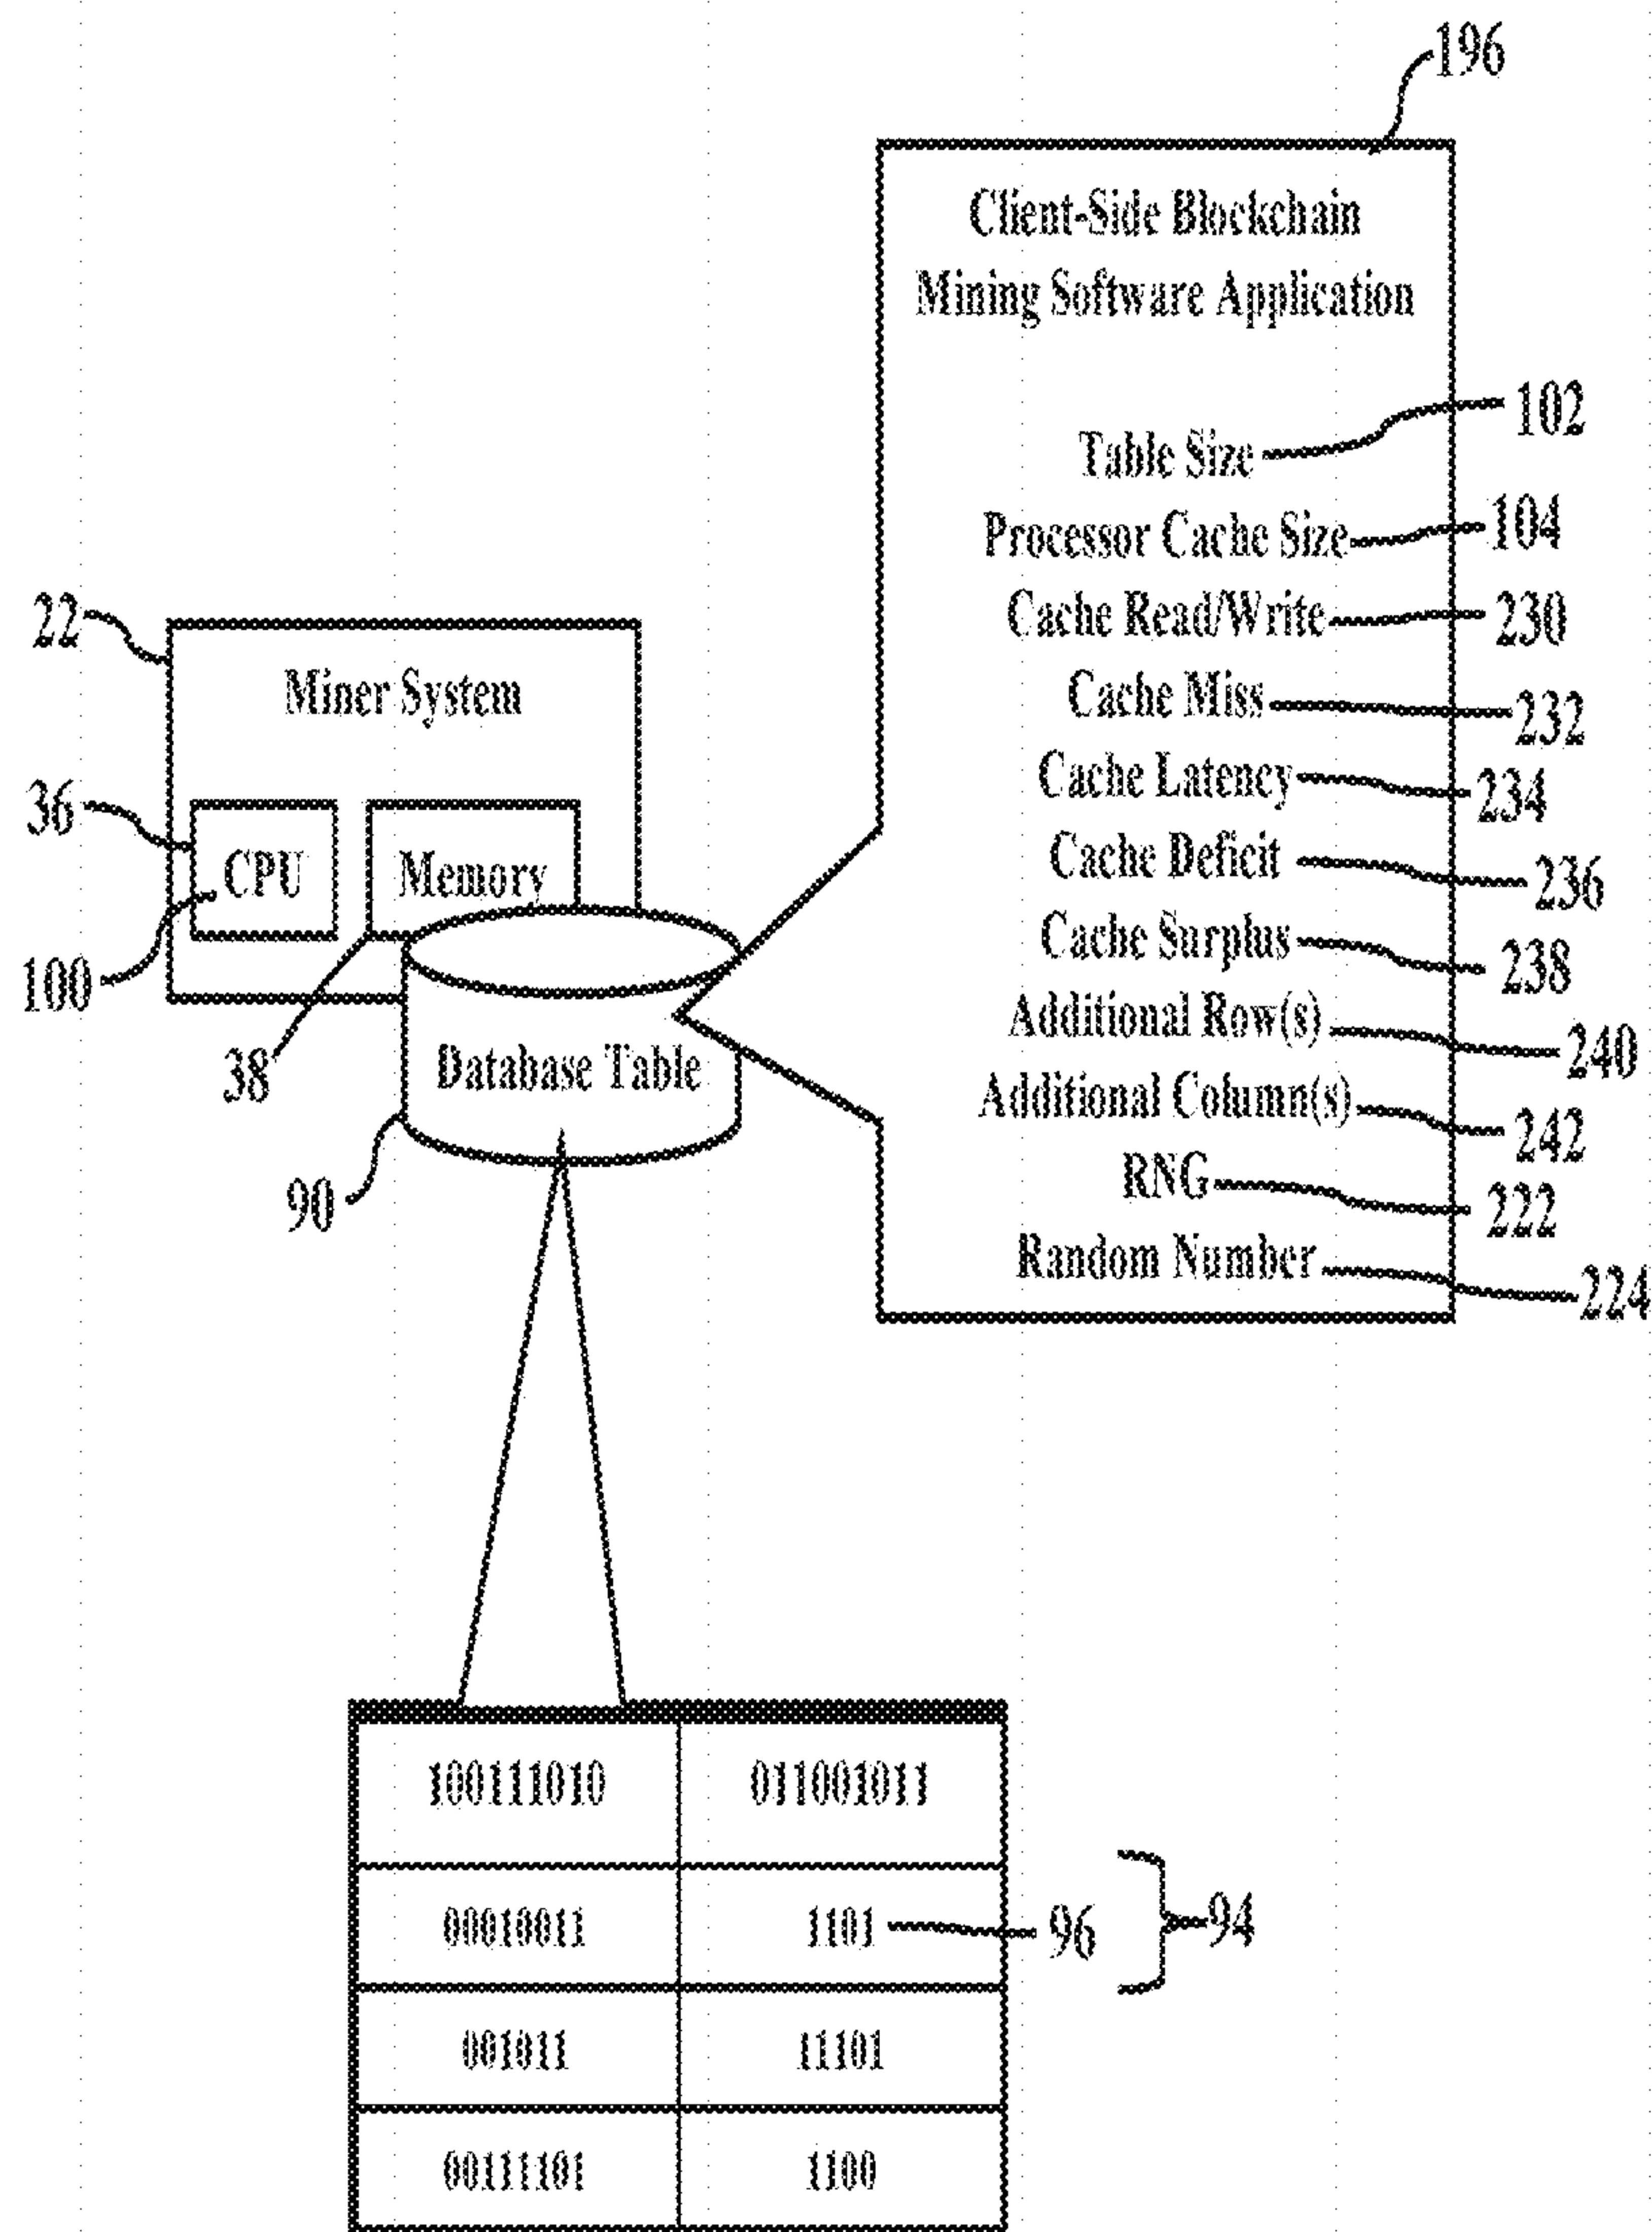 196
Client-Side Blockchain
Mining Software Application
Table Size 102
Processor Cache Size 104
Cache Read/Write 230
Cache Miss 232
Cache Latency 234
Cache Deficit 236
Cache Surplus 238
Additional Row(s) 240
Additional Column(s) 242
RNG 222
Random Number 224
22
Miner System
36
CPU
Memory
100
38
Database Table
90
100111010 011001011
00010011 1101 96 94
001011 11101
00111101 1100